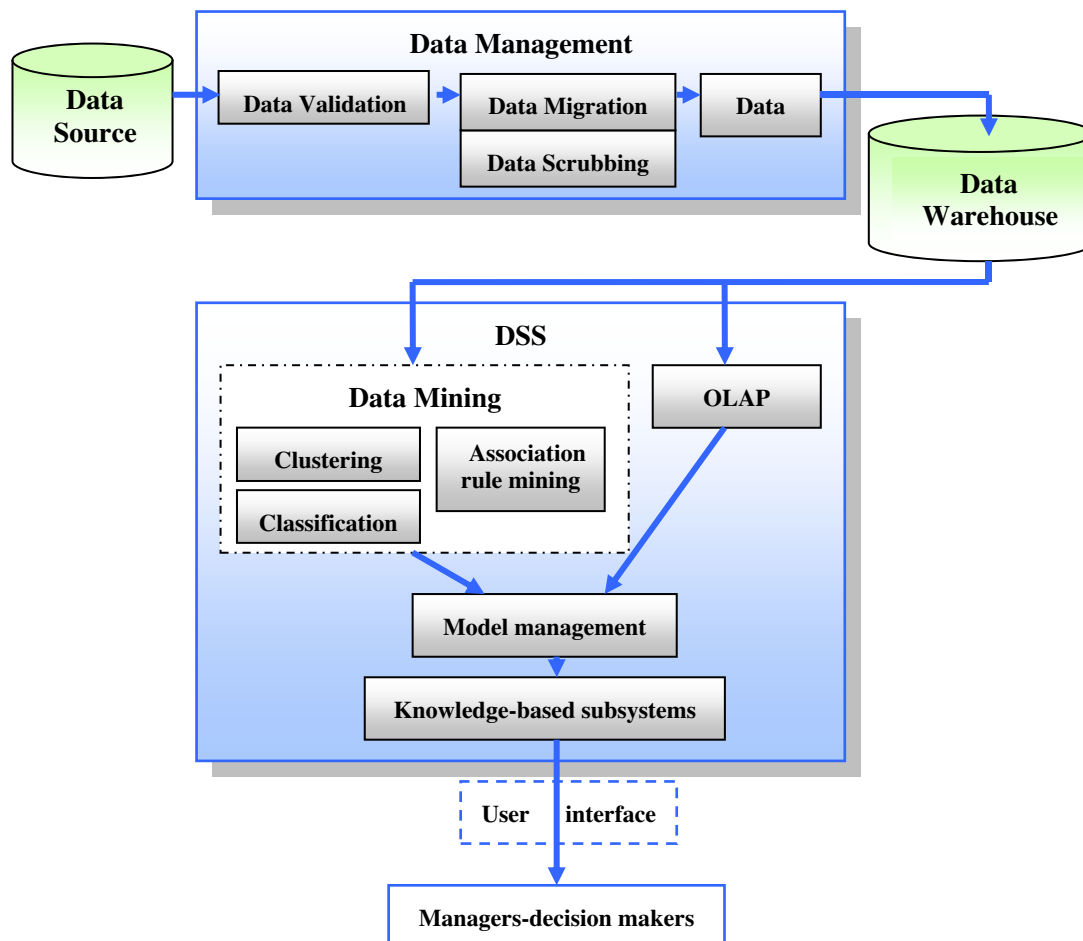 Data Management
Data
Source
Data Validation
Data Migration
Data Scrubbing
Data
Data
Warehouse
DSS
Data Mining
Clustering
Classification
Association
rule mining
OLAP
Model management
Knowledge-based subsystems
User interface
Managers-decision makers